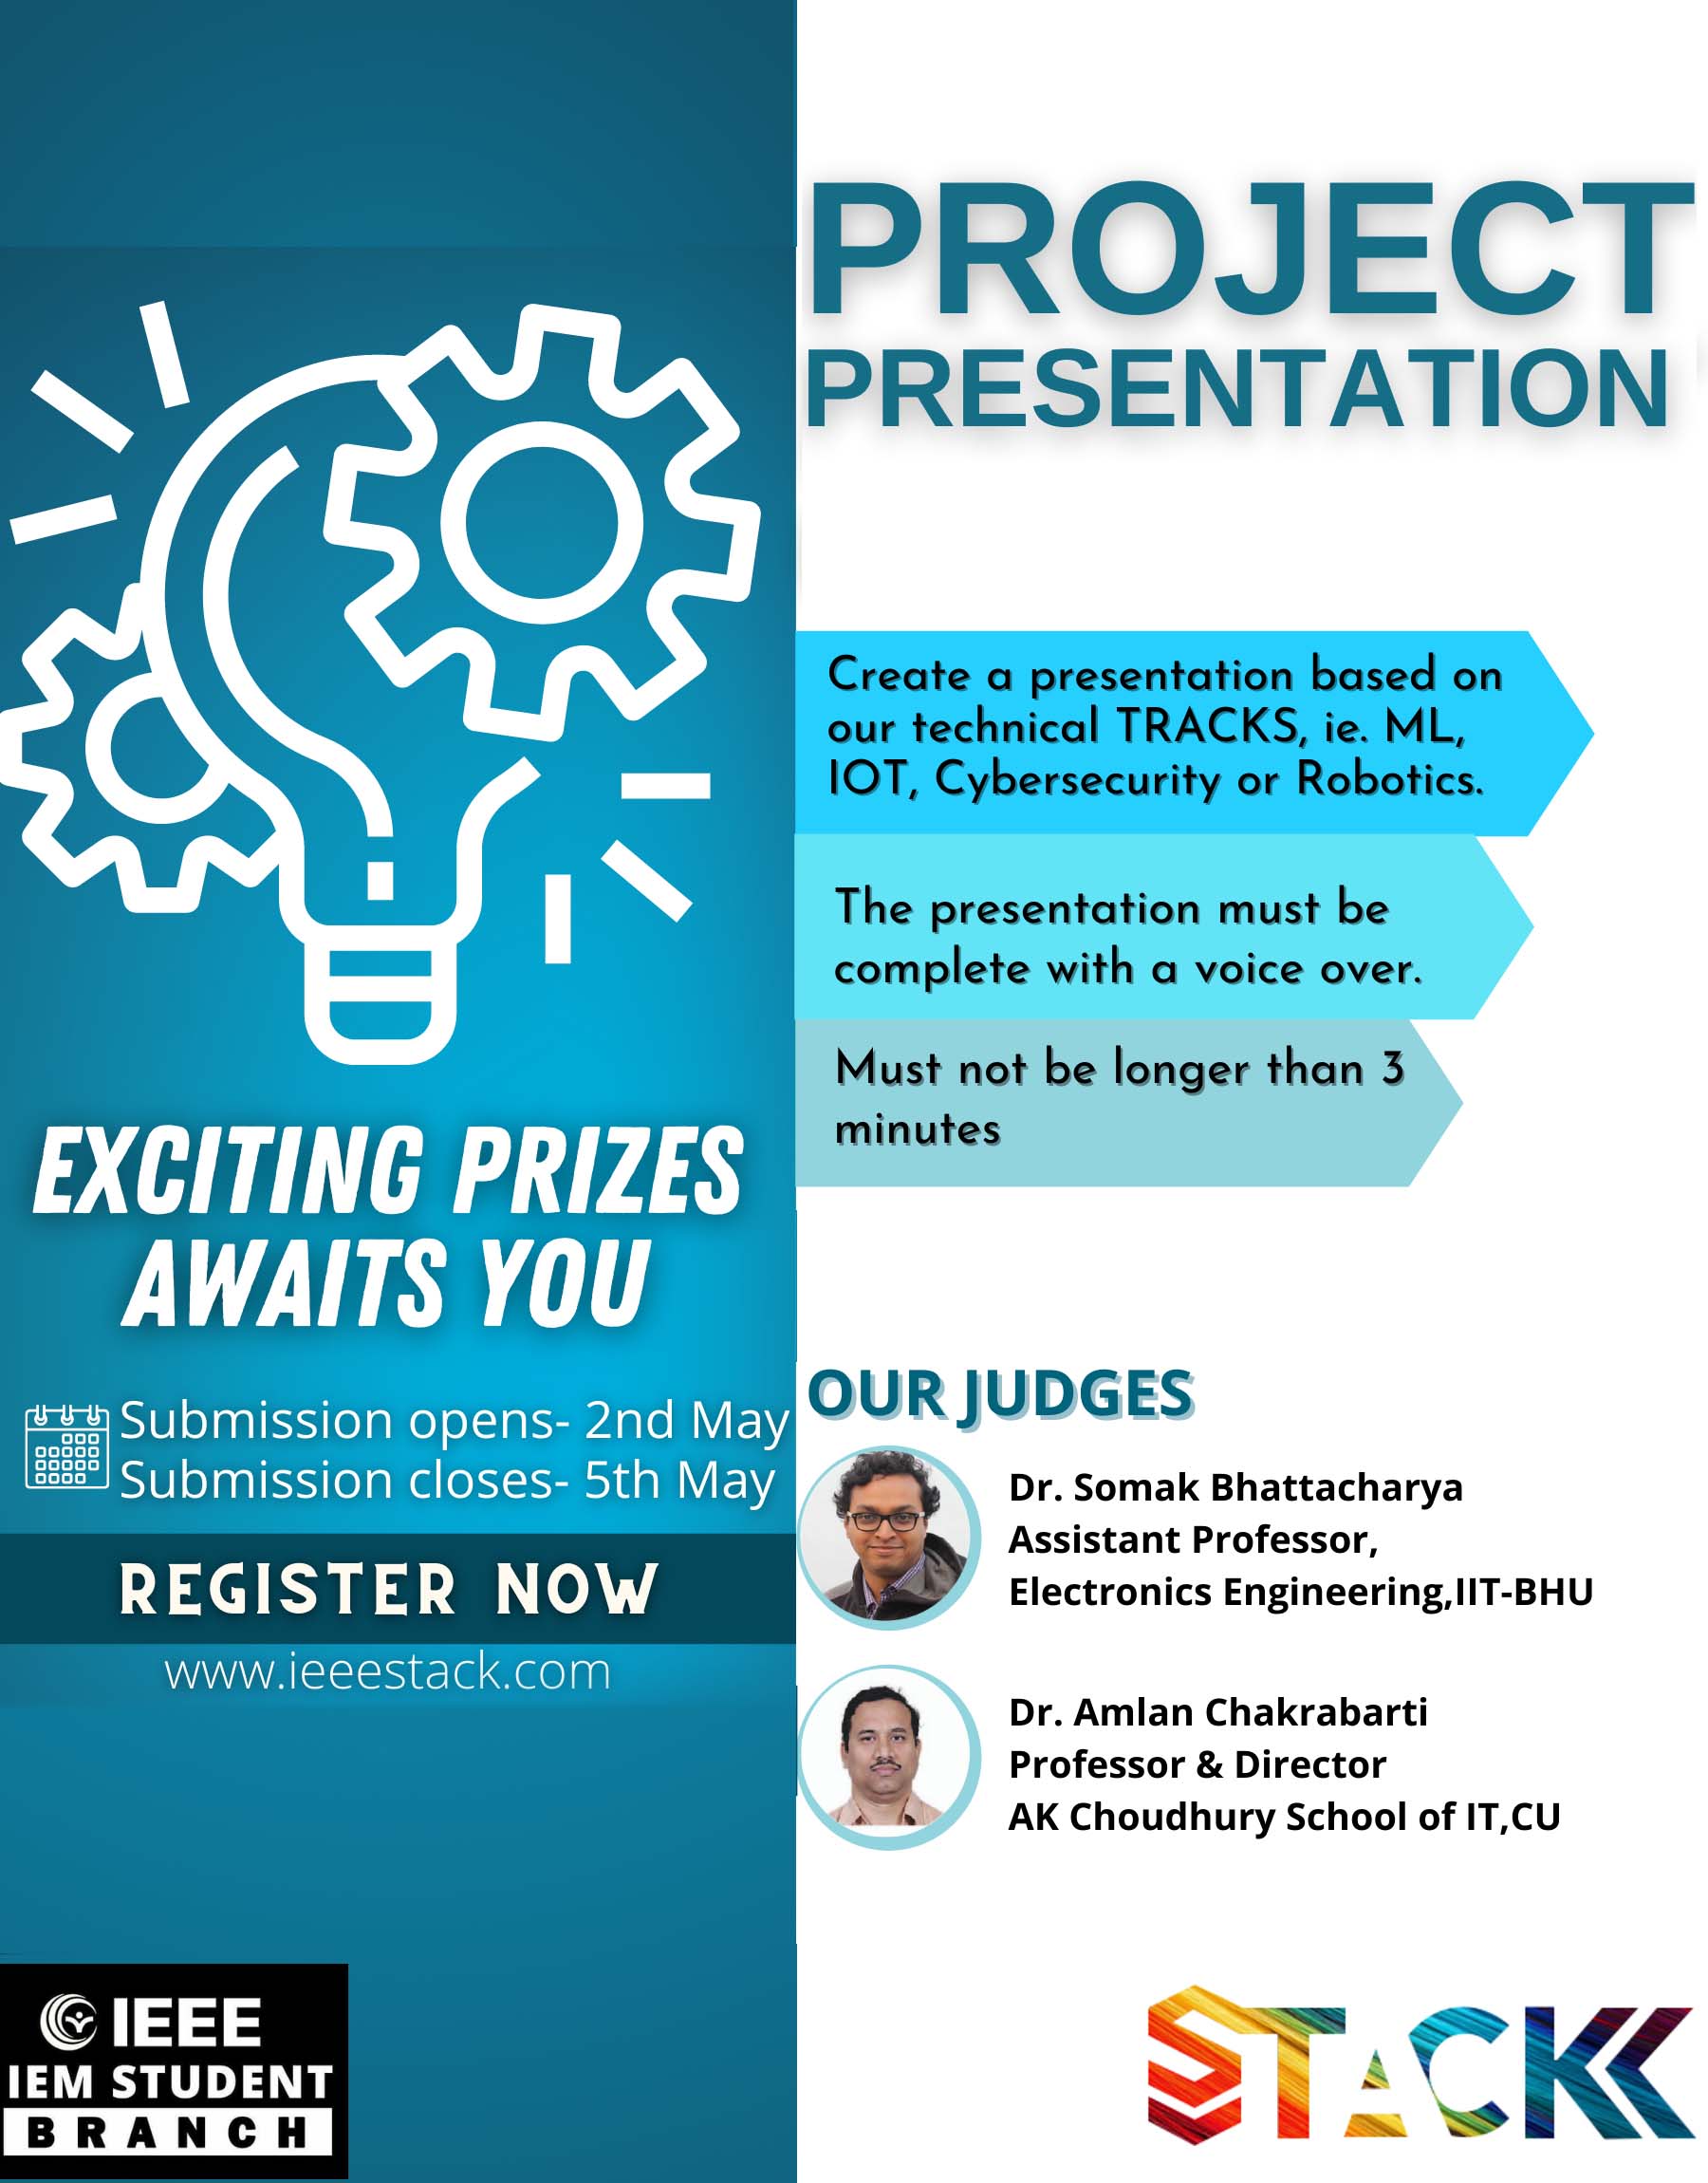 PROJECT
PRESENTATION
Create a presentation based on
our technical TRACKS, ie. ML,
IOT, Cybersecurity or Robotics.
The presentation must be
complete with a voice over.
Must not be longer than 3
minutes
EXCITING PRIZES
AWAITS YOU
Submission opens- 2nd May
Submission closes- 5th May
REGISTER NOW
www.ieeestack.com
OUR JUDGES
Dr. Somak Bhattacharya
Assistant Professor,
Electronics Engineering,IIT-BHU
Dr. Amlan Chakrabarti
Professor & Director
AK Choudhury School of IT,CU
IEEE
IEM STUDENT
BRANCH
STACK